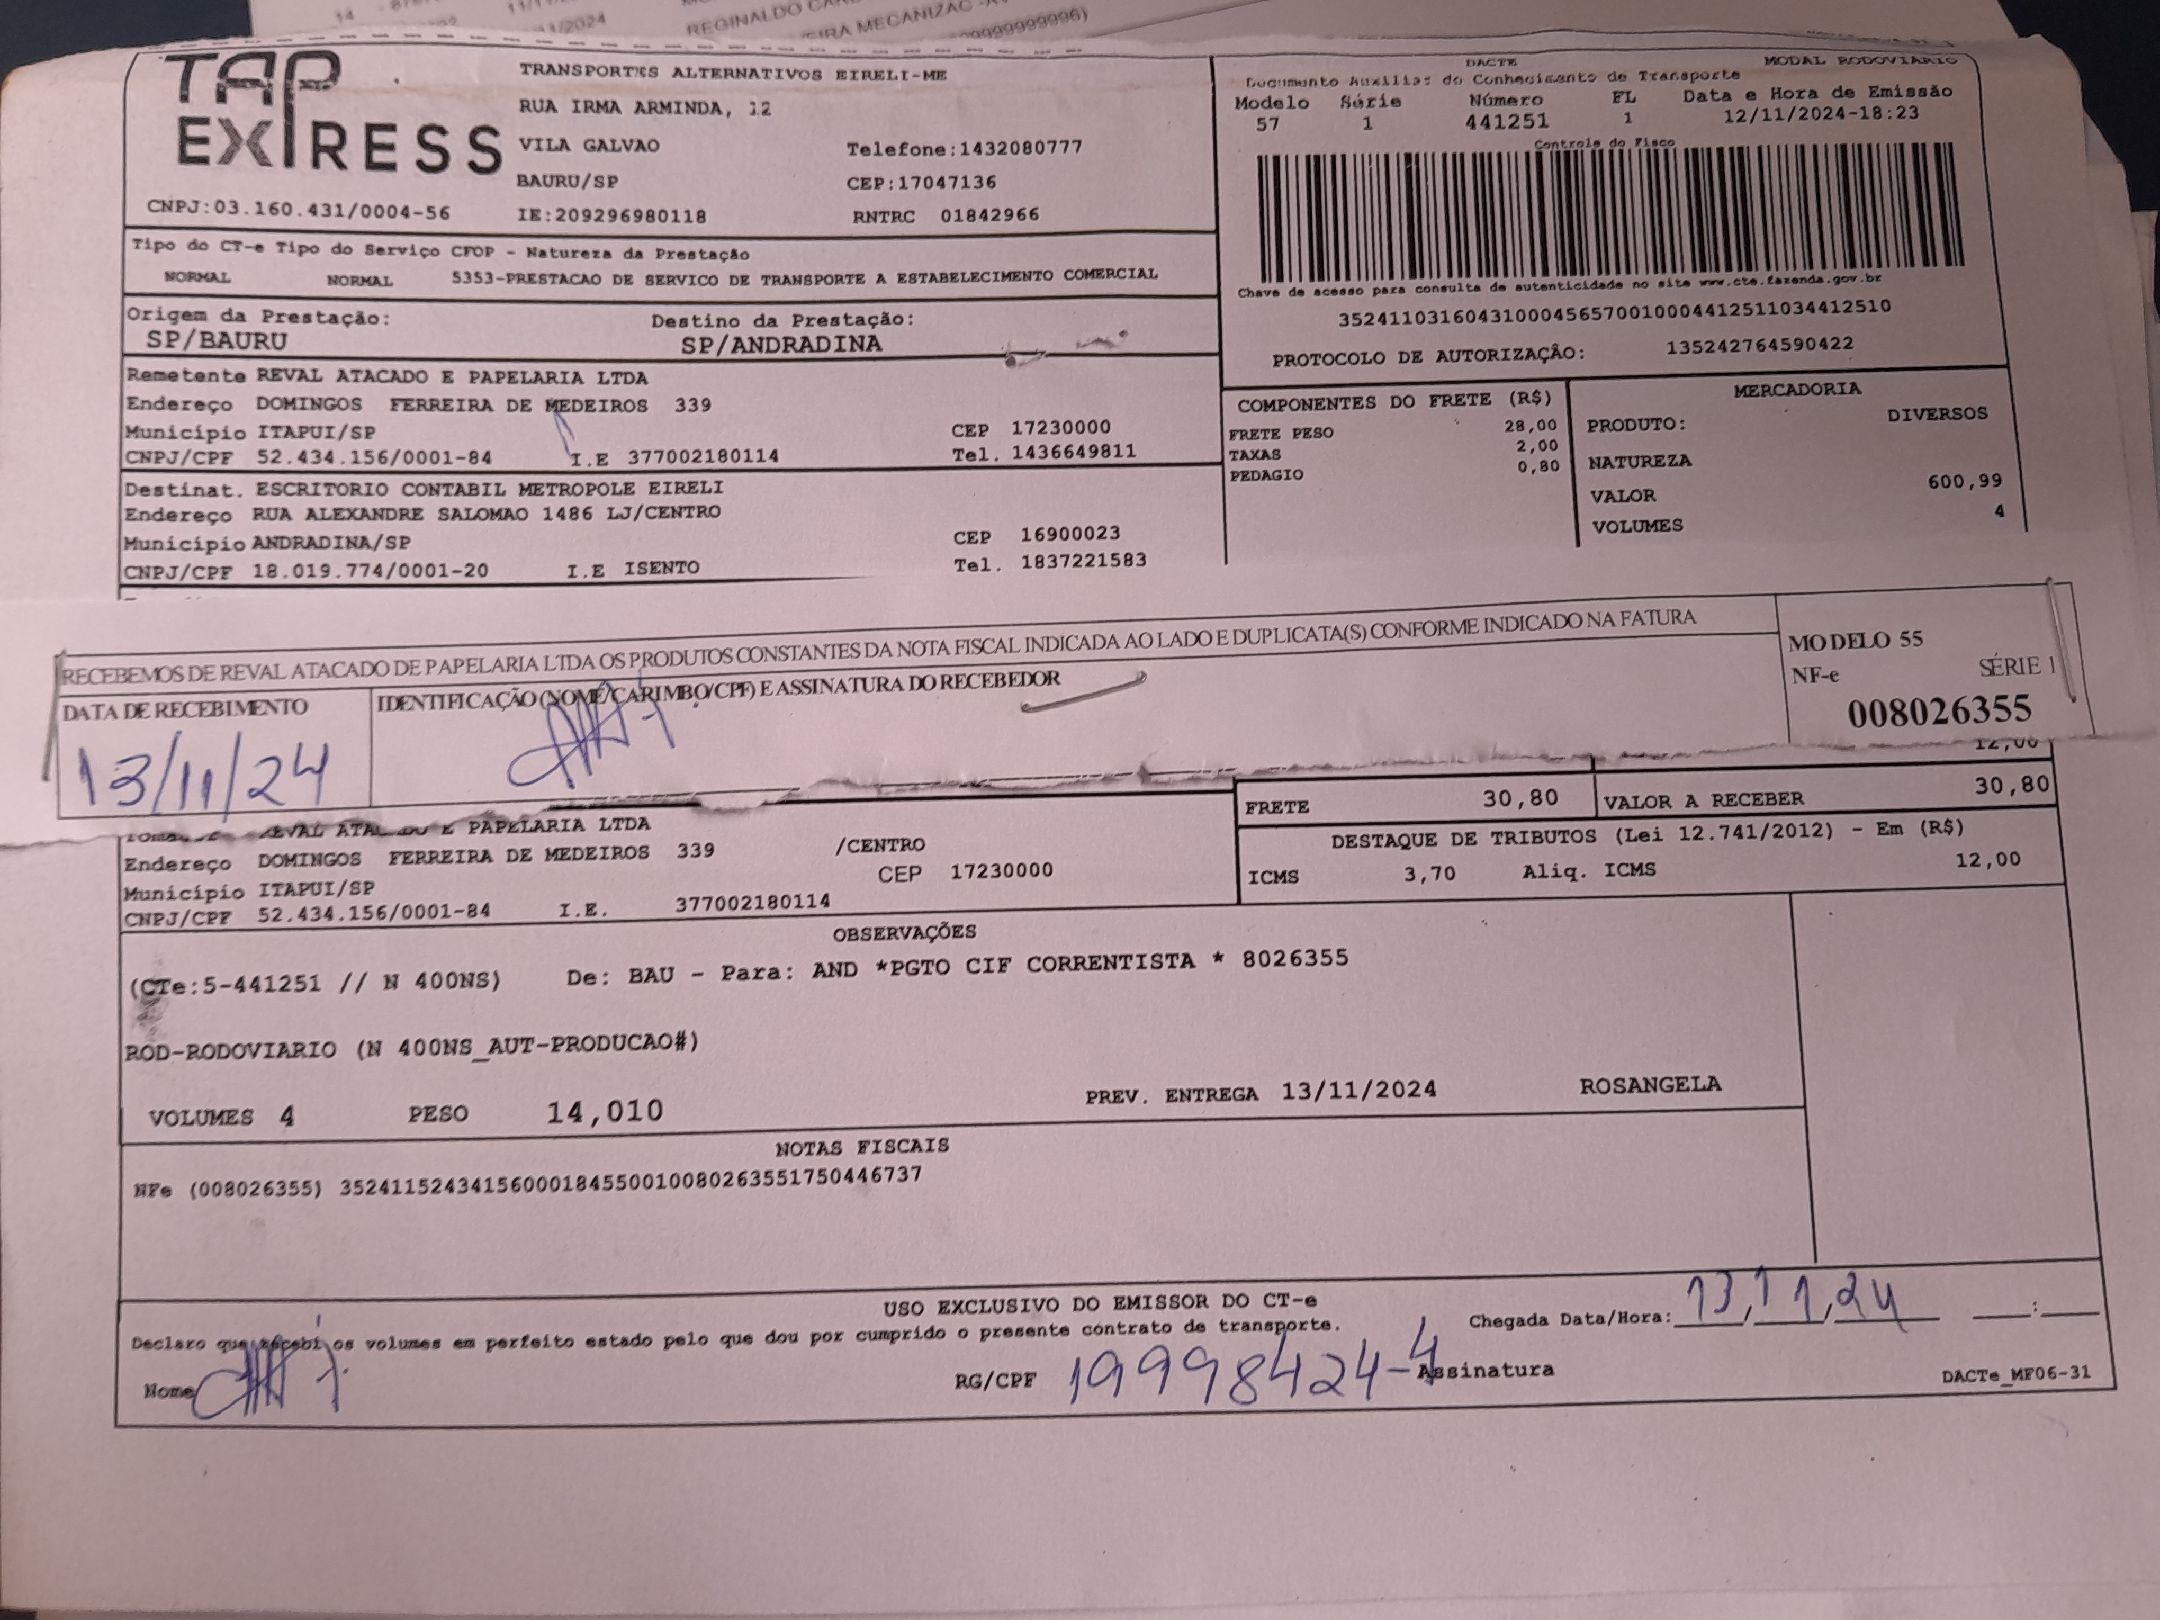 14
11/2024
REGINALDO
EIRA MECANIZAC
9999999996)
TAP
EXPRESS
TRANSPORTES ALTERNATIVOS EIRELI-ME
RUA IRMA ARMINDA, 12
VILA GALVAO Telefone:1432080777
BAURU/SP CEP:17047136
CNPJ:03.160.431/0004-56 IE:209296980118 RNTRC 01842966
DACTE MODAL RODOVIARIO
Documento Auxiliar do Conhecimento de Transporte
Modelo Série Número FL Data e Hora de Emissão
57 1 441251 1 12/11/2024-18:23
Controle do Fisco
Chave de acesso para consulta de autenticidade no site www.cte.fazenda.gov.br
35241103160431000456570010004412511034412510
PROTOCOLO DE AUTORIZAÇÂO: 135242764590422
Tipo do CT-e Tipo do Serviço CFOP - Natureza da Prestação
NORMAL NORMAL 5353-PRESTACAO DE SERVICO DE TRANSPORTE A ESTABELECIMENTO COMERCIAL
Origem da Prestação: Destino da Prestação:
SP/BAURU SP/ANDRADINA
Remetente REVAL ATACADO E PAPELARIA LTDA
Endereço DOMINGOS FERREIRA DE MEDEIROS 339
Município ITAPUI/SP CEP 17230000
CNPJ/CPF 52.434.156/0001-84 I.E 377002180114 Tel. 1436649811
Destinat. ESCRITORIO CONTABIL METROPOLE EIRELI
Endereço RUA ALEXANDRE SALOMAO 1486 LJ/CENTRO
Município ANDRADINA/SP CEP 16900023
CNPJ/CPF 18.019.774/0001-20 I.E ISENTO Tel. 1837221583
COMPONENTES DO FRETE (R$)
FRETE PESO 28,00
TAXAS 2,00
PEDAGIO 0,80
MERCADORIA
PRODUTO: DIVERSOS
NATUREZA
VALOR 600,99
VOLUMES 4
RECEBEMOS DE REVAL ATACADO DE PAPELARIA LTDA OS PRODUTOS CONSTANTES DA NOTA FISCAL INDICADA AO LADO E DUPLICATA(S) CONFORME INDICADO NA FATURA
DATA DE RECEBIMENTO IDENTIFICAÇÃO (NOME/CARIMBO/CPF) E ASSINATURA DO RECEBEDOR
13/11/24
MODELO 55
NF-e SÉRIE 1
008026355
12,00
FRETE 30,80 VALOR A RECEBER 30,80
DESTAQUE DE TRIBUTOS (Lei 12.741/2012) - Em (R$)
ICMS 3,70 Aliq. ICMS 12,00
REVAL ATACADO E PAPELARIA LTDA
Endereço DOMINGOS FERREIRA DE MEDEIROS 339 /CENTRO
Município ITAPUI/SP CEP 17230000
CNPJ/CPF 52.434.156/0001-84 I.E. 377002180114
OBSERVAÇÕES
(CTe:5-441251 // N 400NS) De: BAU - Para: AND *PGTO CIF CORRENTISTA * 8026355
ROD-RODOVIARIO (N 400NS_AUT-PRODUCAO#)
VOLUMES 4 PESO 14,010 PREV. ENTREGA 13/11/2024 ROSANGELA
NOTAS FISCAIS
NFe (008026355) 35241152434156000184550010080263551750446737
USO EXCLUSIVO DO EMISSOR DO CT-e
Declaro que recebi os volumes em perfeito estado pelo que dou por cumprido o presente contrato de transporte.
Chegada Data/Hora: 13/11/24 :
Nome RG/CPF 19998424-4 Assinatura
DACTe_MF06-31